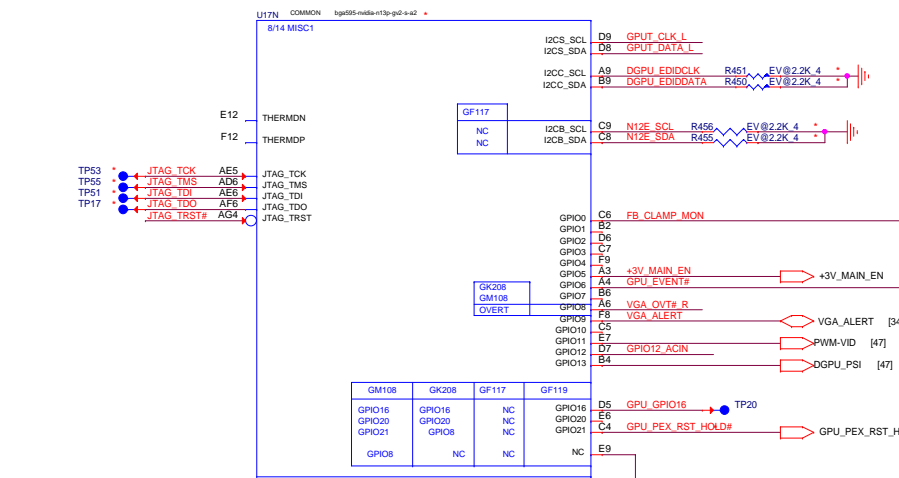 U17N COMMON bga595-nvidia-n13p-gv2-s-a2 *
8/14 MISC1
I2CS_SCL D9 GPUT_CLK_L
I2CS_SDA D8 GPUT_DATA_L
I2CC_SCL A9 DGPU_EDIDCLK R451 EV@2.2K_4 *
I2CC_SDA B9 DGPU_EDIDDATA R450 EV@2.2K_4 *
GF117
E12 THERMDN
NC I2CB_SCL C9 N12E_SCL R456 EV@2.2K_4 *
NC I2CB_SDA C8 N12E_SDA R455 EV@2.2K_4 *
F12 THERMDP
TP53 * JTAG_TCK AE5 JTAG_TCK
TP55 * JTAG_TMS AD6 JTAG_TMS
TP51 * JTAG_TDI AE6 JTAG_TDI
TP17 * JTAG_TDO AF6 JTAG_TDO
JTAG_TRST# AG4 JTAG_TRST
GPIO0 C6 FB_CLAMP_MON
GPIO1 B2
GPIO2 D6
GPIO3 C7
GPIO4 F9
GPIO5 A3 +3V_MAIN_EN +3V_MAIN_EN
GPIO6 A4 GPU_EVENT#
GK208
GPIO7 B6
GM108
GPIO8 A6 VGA_OVT#_R
OVERT
GPIO9 F8 VGA_ALERT VGA_ALERT [34
GPIO10 C5
GPIO11 E7 PWM-VID [47]
GPIO12 D7 GPIO12_ACIN
GPIO13 B4 DGPU_PSI [47]
GM108 GK208 GF117 GF119
GPIO16 GPIO16 NC GPIO16 D5 GPU_GPIO16 TP20
GPIO20 GPIO20 NC GPIO20 E6
GPIO21 GPIO8 NC GPIO21 C4 GPU_PEX_RST_HOLD# GPU_PEX_RST_H
GPIO8 NC NC NC E9